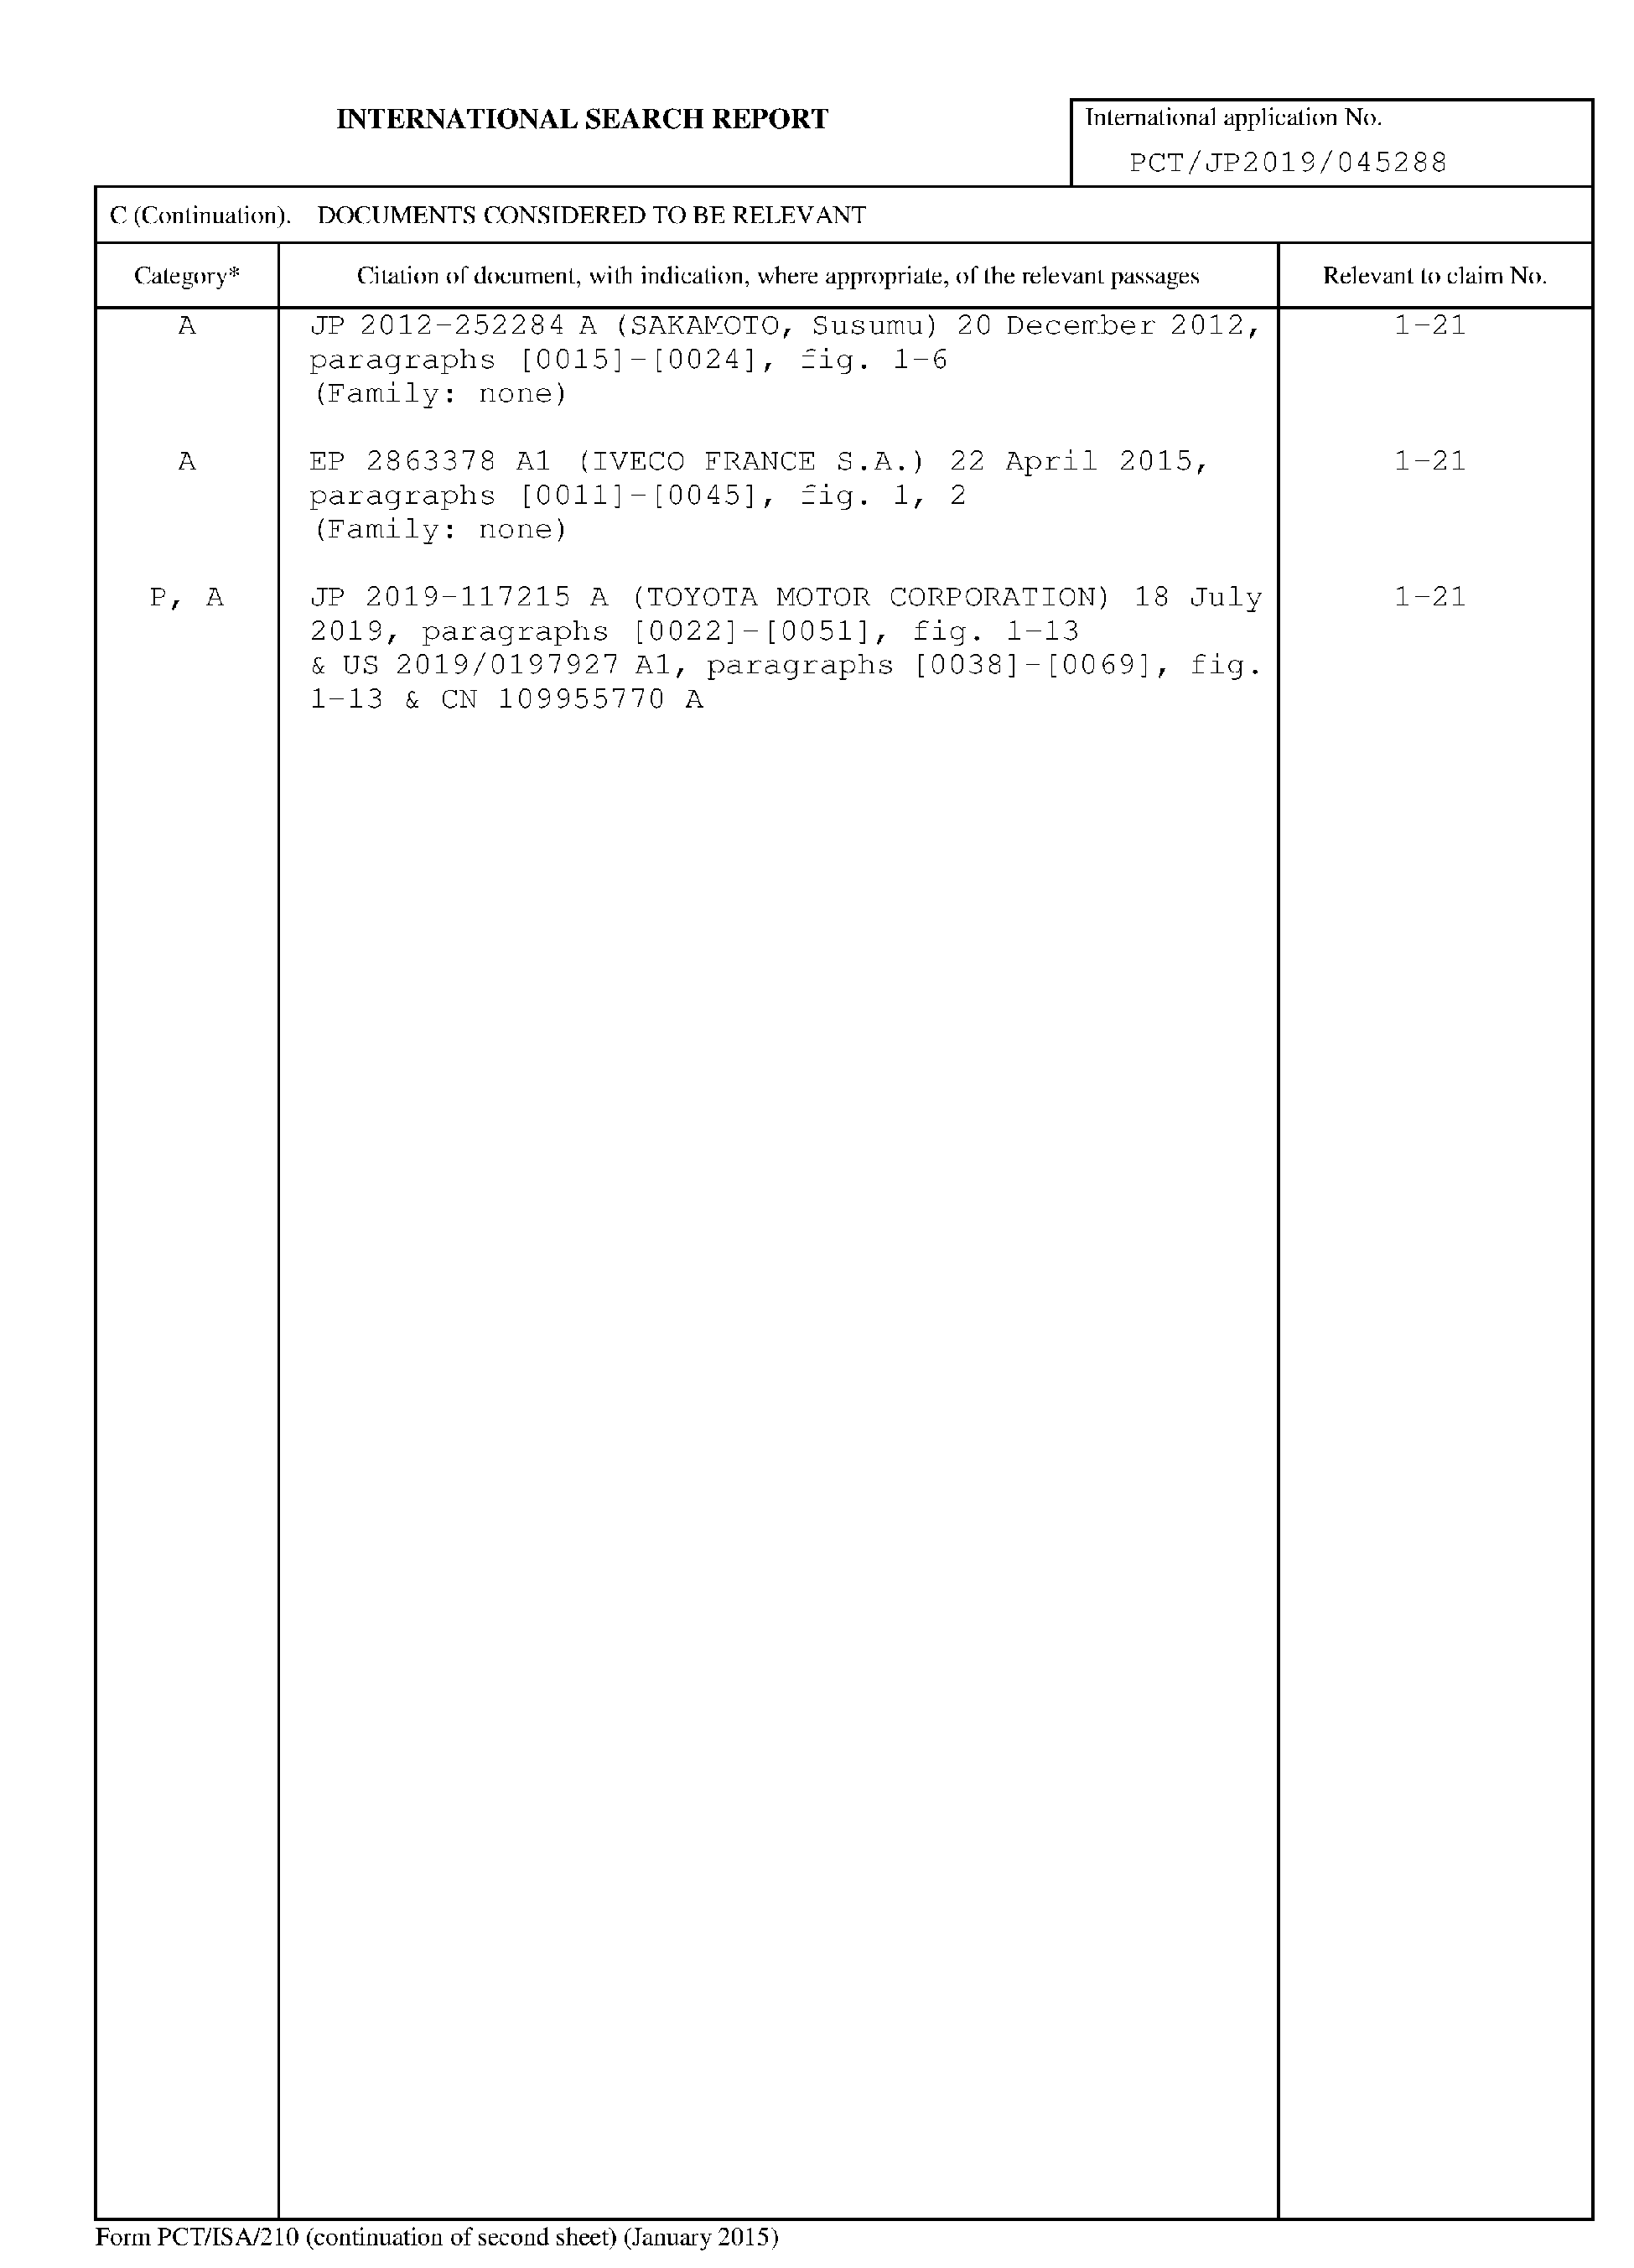 INTERNATIONAL SEARCH REPORT
International application No.
PCT/JP2019/045288
C (Continuation). DOCUMENTS CONSIDERED TO BE RELEVANT
Category* Citation of document, with indication, where appropriate, of the relevant passages Relevant to claim No.
A JP 2012-252284 A (SAKAMOTO, Susumu) 20 December 2012, 1-21
paragraphs [0015]-[0024], fig. 1-6
(Family: none)
A EP 2863378 A1 (IVECO FRANCE S.A.) 22 April 2015, 1-21
paragraphs [0011]-[0045], fig. 1, 2
(Family: none)
P, A JP 2019-117215 A (TOYOTA MOTOR CORPORATION) 18 July 1-21
2019, paragraphs [0022]-[0051], fig. 1-13
& US 2019/0197927 A1, paragraphs [0038]-[0069], fig.
1-13 & CN 109955770 A
Form PCT/ISA/210 (continuation of second sheet) (January 2015)